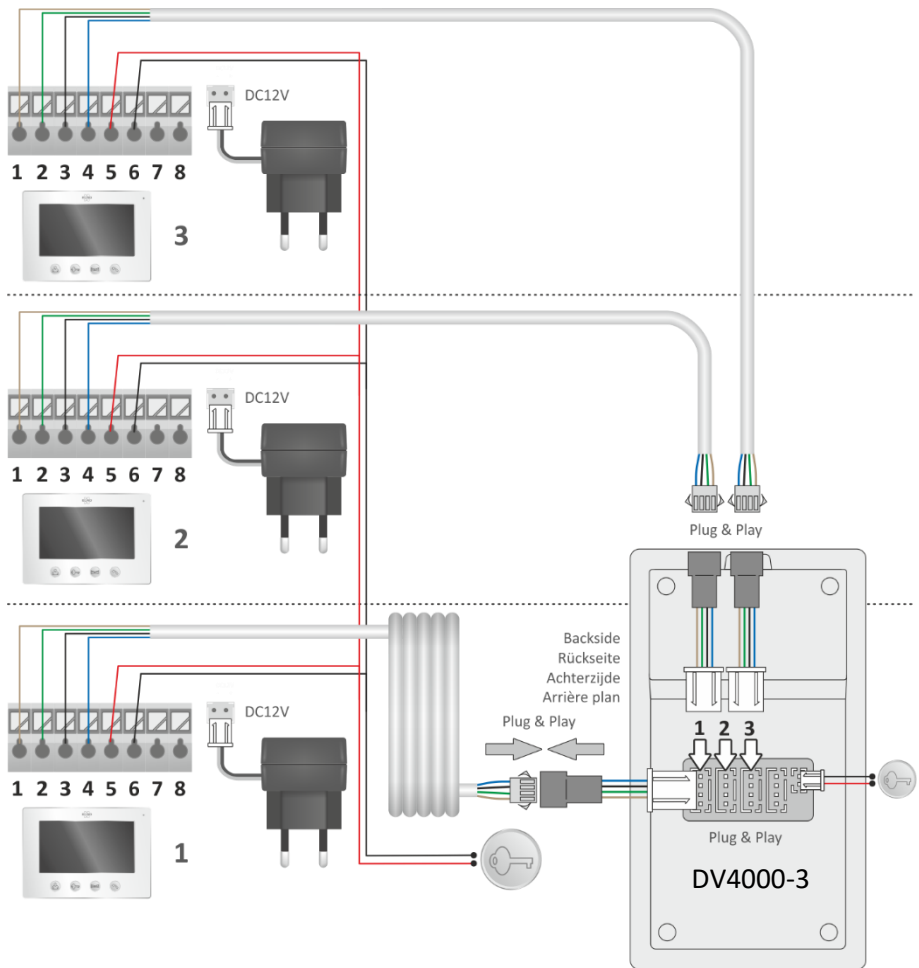 DC12V
1 2 3 4 5 6 7 8
3
DC12V
1 2 3 4 5 6 7 8
2
Plug & Play
Backside
Rückseite
Achterzijde
Arrière plan
Plug & Play
DC12V
1 2 3 4 5 6 7 8
1
1 2 3
Plug & Play
DV4000-3